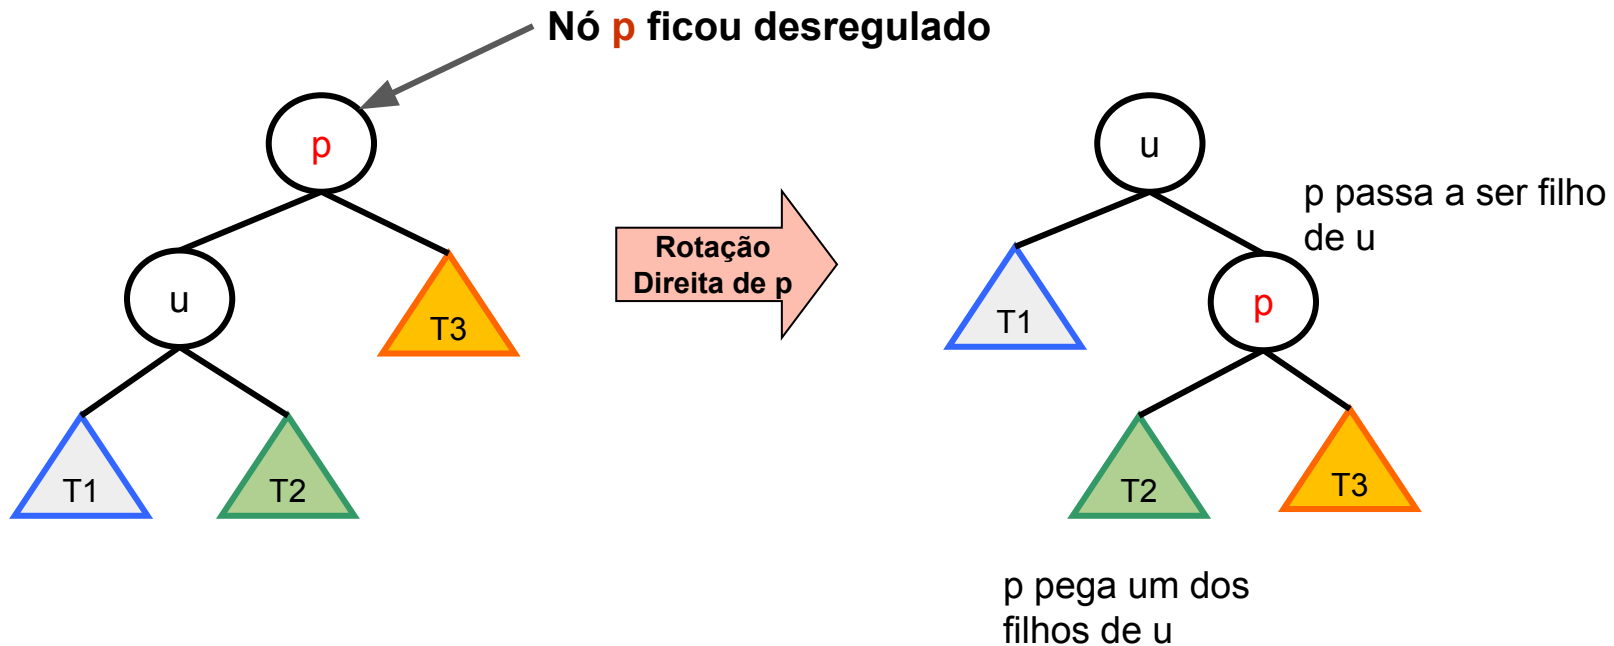 Nó p ficou desregulado
p
u
T3
T1
T2
Rotação
Direita de p
u
p passa a ser filho
de u
T1
p
T2
T3
p pega um dos
filhos de u